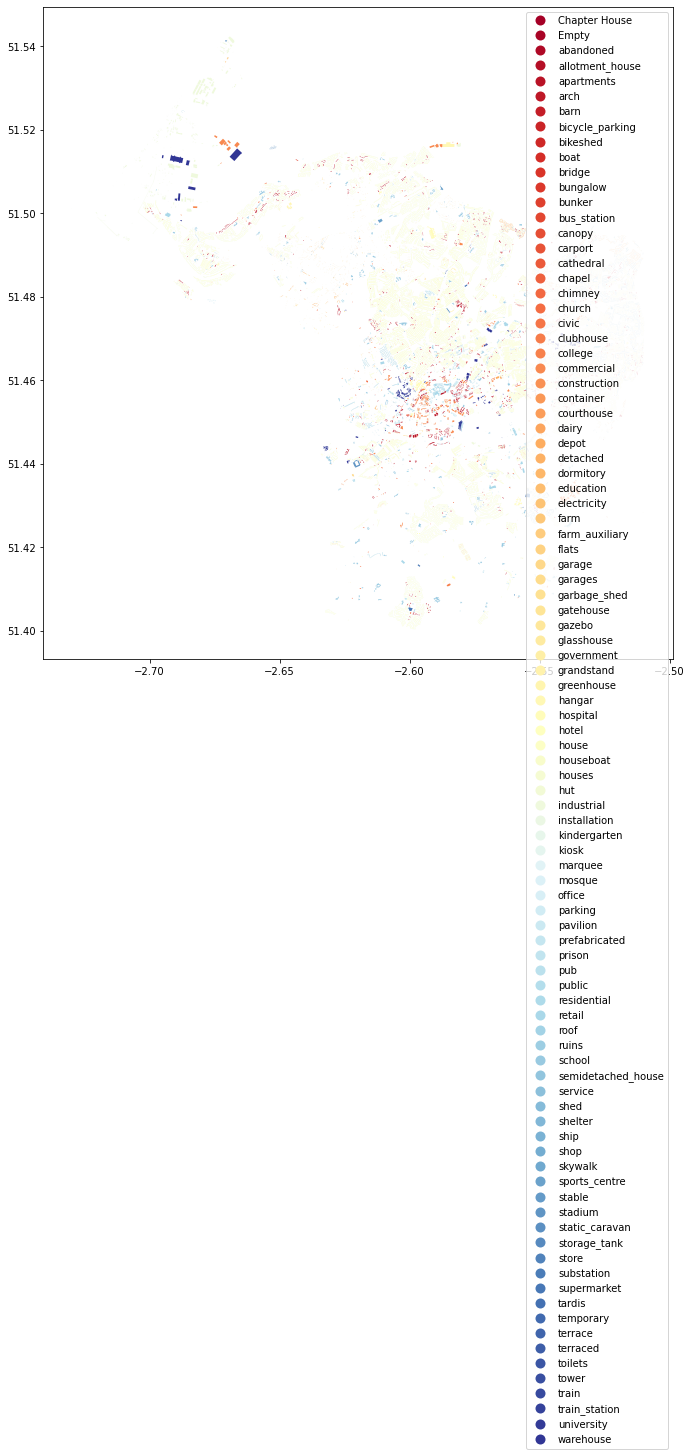 51.54
51.52
51.50
51.48
51.46
51.44
51.42
51.40
−2.70
−2.65
−2.60
−2.55
−2.50
Chapter House
Empty
abandoned
allotment_house
apartments
arch
barn
bicycle_parking
bikeshed
boat
bridge
bungalow
bunker
bus_station
canopy
carport
cathedral
chapel
chimney
church
civic
clubhouse
college
commercial
construction
container
courthouse
dairy
depot
detached
dormitory
education
electricity
farm
farm_auxiliary
flats
garage
garages
garbage_shed
gatehouse
gazebo
glasshouse
government
grandstand
greenhouse
hangar
hospital
hotel
house
houseboat
houses
hut
industrial
installation
kindergarten
kiosk
marquee
mosque
office
parking
pavilion
prefabricated
prison
pub
public
residential
retail
roof
ruins
school
semidetached_house
service
shed
shelter
ship
shop
skywalk
sports_centre
stable
stadium
static_caravan
storage_tank
store
substation
supermarket
tardis
temporary
terrace
terraced
toilets
tower
train
train_station
university
warehouse